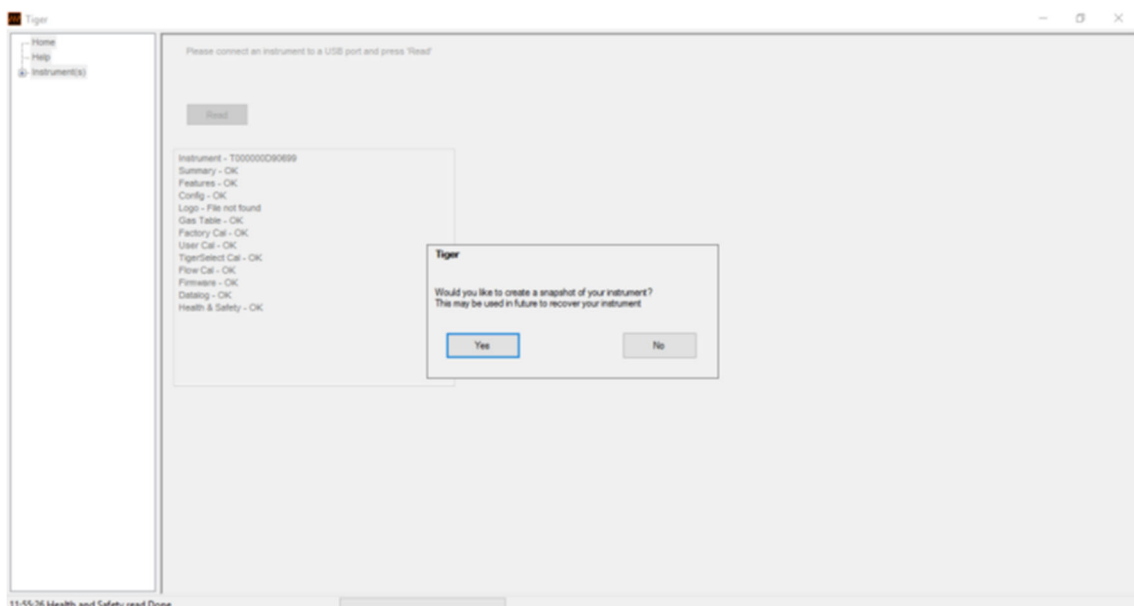 Tiger
Home
Help
Instrument(s)
Please connect an instrument to a USB port and press 'Read'
Read
Instrument - T000000D90699
Summary - OK
Features - OK
Config - OK
Logo - File not found
Gas Table - OK
Factory Cal - OK
User Cal - OK
TigerSelect Cal - OK
Flow Cal - OK
Firmware - OK
Datalog - OK
Health & Safety - OK
Tiger
Would you like to create a snapshot of your instrument?
This may be used in future to recover your instrument
Yes
No
11:55:26 Health and Safety read Done